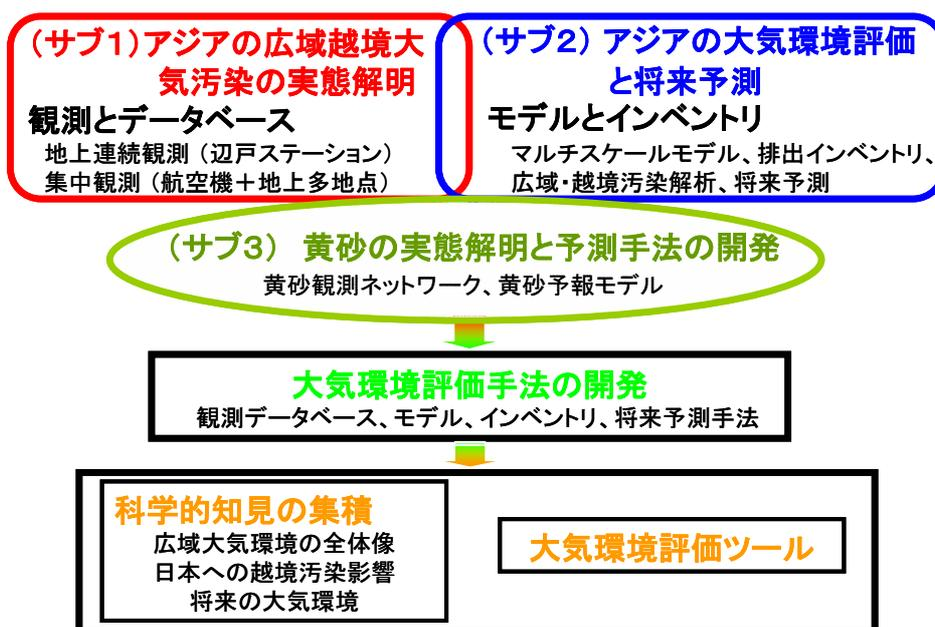 （サブ１）アジアの広域越境大
気汚染の実態解明
観測とデータベース
地上連続観測（辺戸ステーション）
集中観測（航空機＋地上多地点）
（サブ２）アジアの大気環境評価
と将来予測
モデルとインベントリ
マルチスケールモデル、排出インベントリ、
広域・越境汚染解析、将来予測
（サブ３）　黄砂の実態解明と予測手法の開発
黄砂観測ネットワーク、黄砂予報モデル
大気環境評価手法の開発
観測データベース、モデル、インベントリ、将来予測手法
科学的知見の集積
広域大気環境の全体像
日本への越境汚染影響
将来の大気環境
大気環境評価ツール